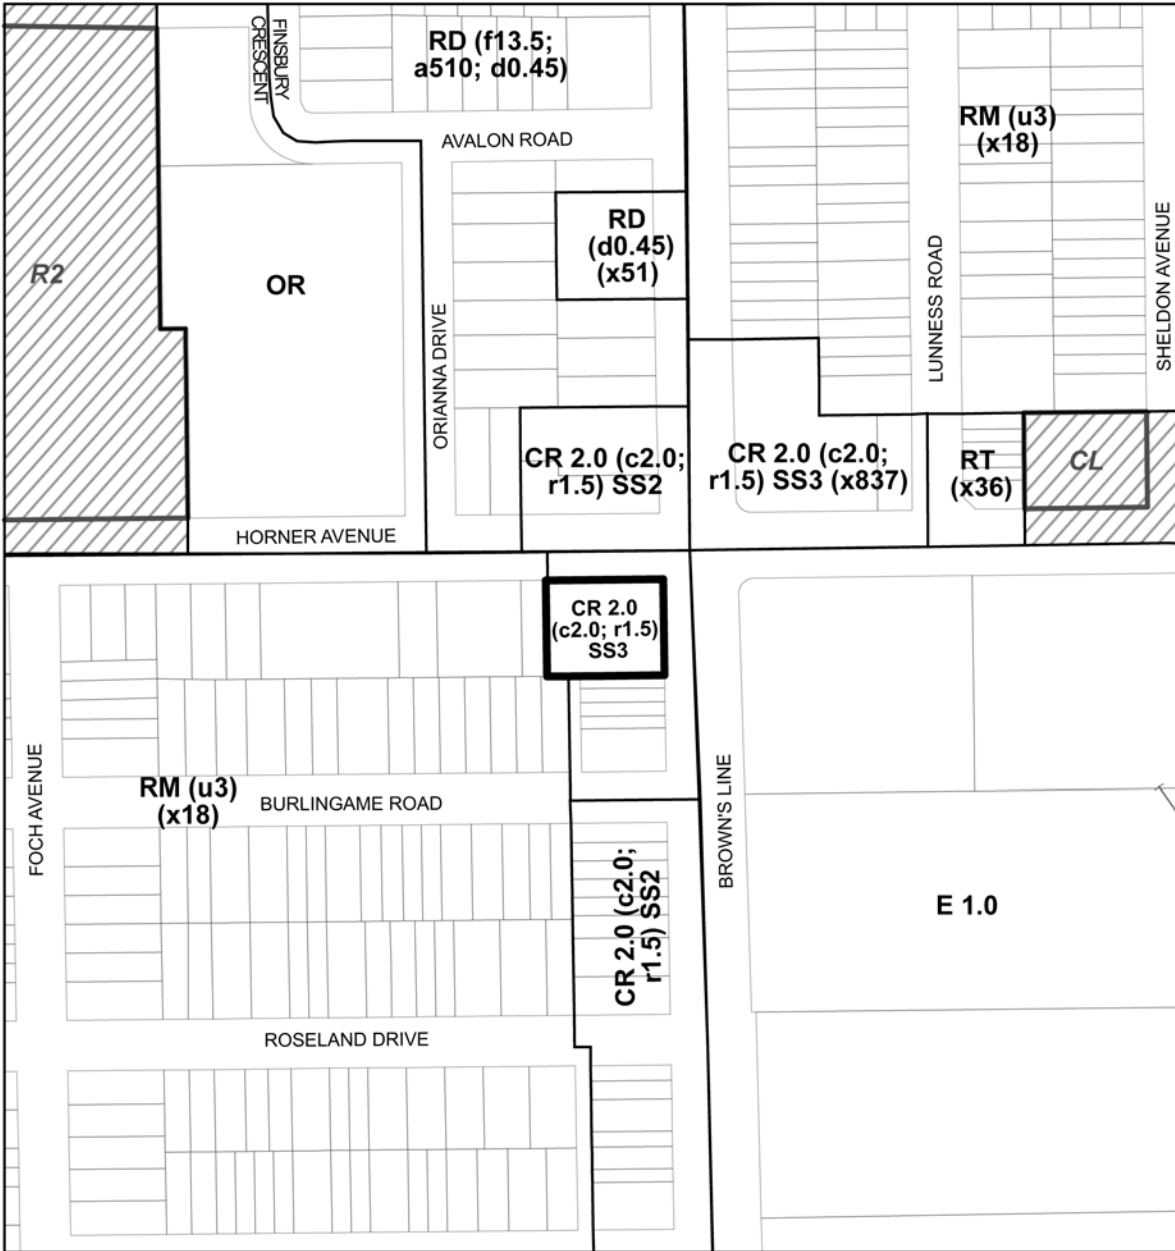 FINSBURY
CRESCENT
RD (f13.5;
a510; d0.45)
AVALON ROAD
RM (u3)
(x18)
SHELDON AVENUE
RD
(d0.45)
(x51)
R2
OR
LUNNESS ROAD
ORIANNA DRIVE
CR 2.0 (c2.0;
r1.5) SS2
CR 2.0 (c2.0;
r1.5) SS3 (x837)
RT
(x36)
CL
HORNER AVENUE
CR 2.0
(c2.0; r1.5)
SS3
FOCH AVENUE
RM (u3)
(x18)
BURLINGAME ROAD
BROWN'S LINE
CR 2.0 (c2.0;
r1.5) SS2
E 1.0
ROSELAND DRIVE